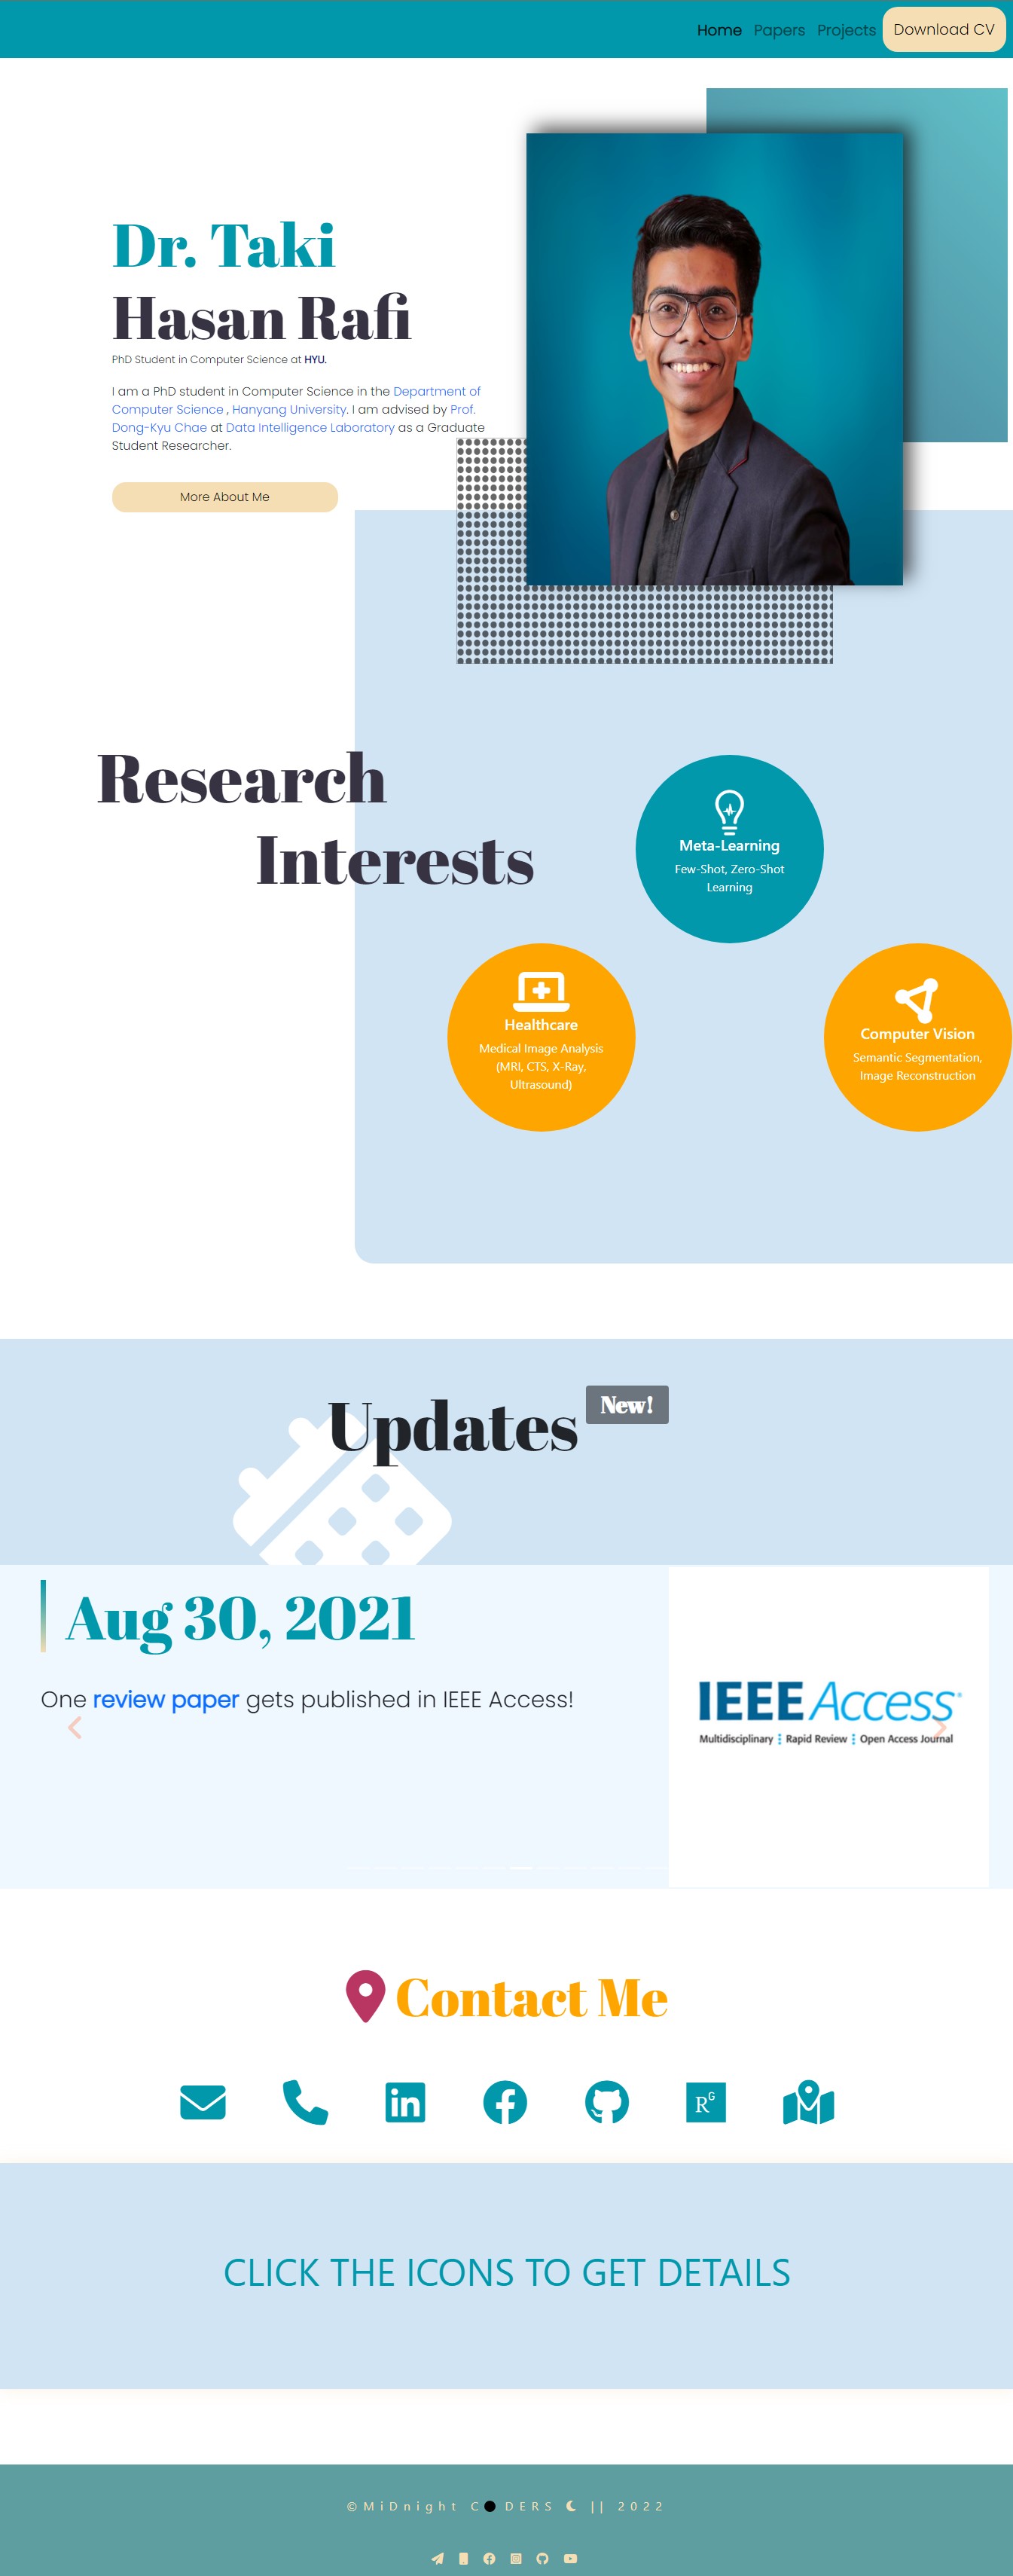 Home Papers Projects Download CV
Dr. Taki
Hasan Rafi
PhD Student in Computer Science at HYU.
I am a PhD student in Computer Science in the Department of
Computer Science , Hanyang University. I am advised by Prof.
Dong-Kyu Chae at Data Intelligence Laboratory as a Graduate
Student Researcher.
More About Me
Research
Interests
Meta-Learning
Few-Shot, Zero-Shot
Learning
Healthcare
Medical Image Analysis
(MRI, CTS, X-Ray,
Ultrasound)
Computer Vision
Semantic Segmentation,
Image Reconstruction
Updates New!
Aug 30, 2021
One review paper gets published in IEEE Access!
IEEE Access®
Multidisciplinary Rapid Review Open Access Journal
Contact Me
in
RG
CLICK THE ICONS TO GET DETAILS
©MiDnight C DERS || 2022